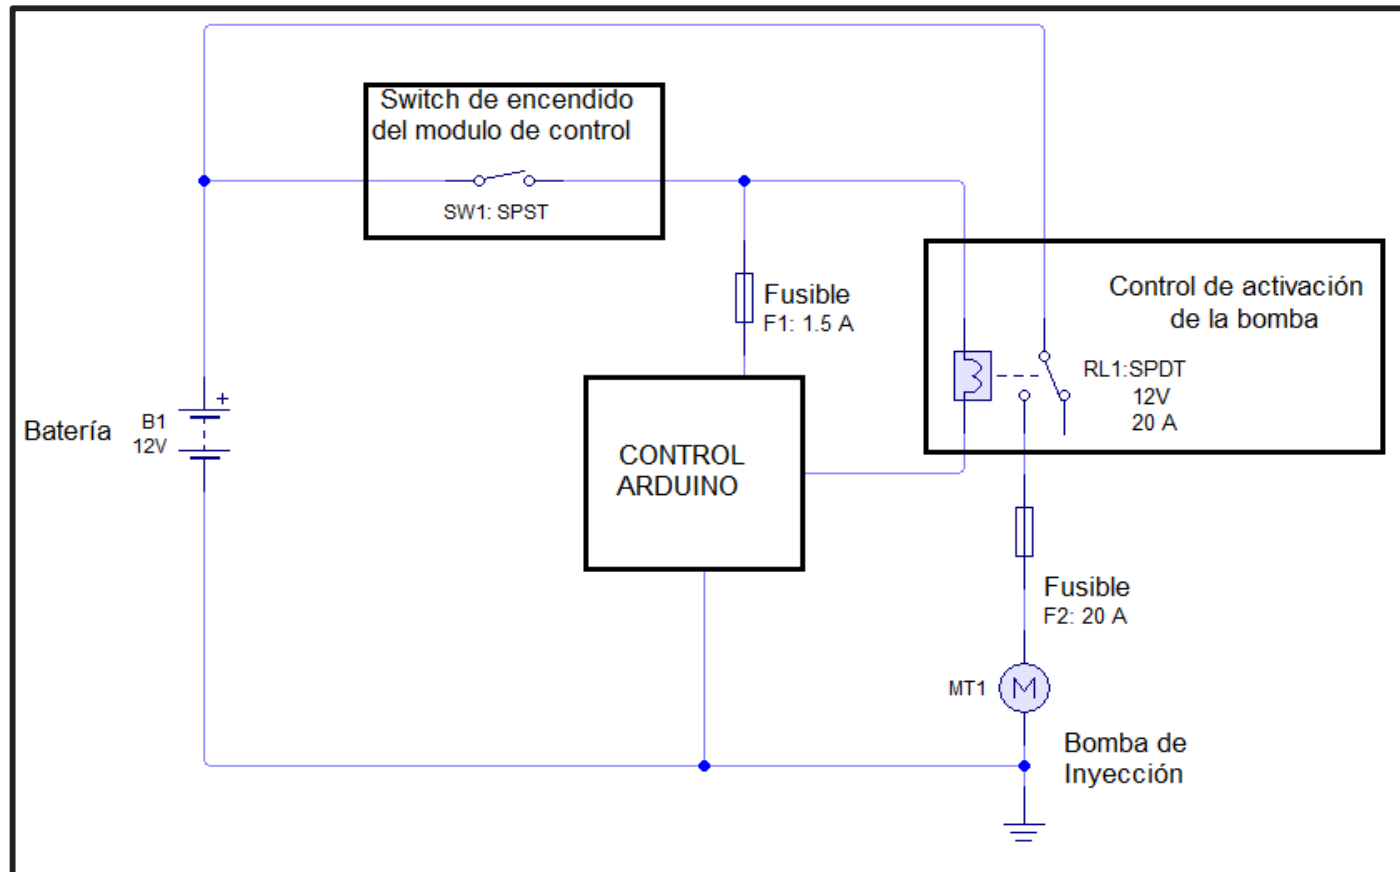 Switch de encendido
del modulo de control
SW1: SPST
Fusible
F1: 1.5 A
Control de activación
de la bomba
RL1:SPDT
12V
20 A
Batería
B1
12V
+
CONTROL
ARDUINO
Fusible
F2: 20 A
MT1
M
Bomba de
Inyección